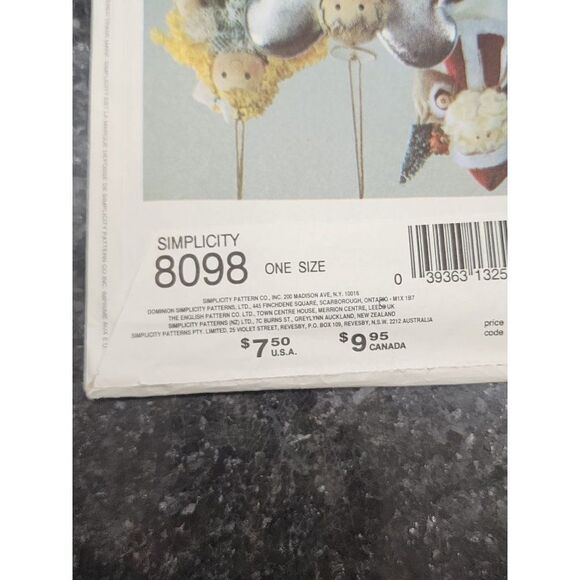 SIMPLICITY
8098 ONE SIZE
0 39363 1325
SIMPLICITY PATTERN CO., INC. 200 MADISON AVE., N.Y. 10016
DOMINION SIMPLICITY PATTERNS, LTD., 445 FINCHDENE SQUARE, SCARBOROUGH, ONTARIO - M1X 1B7
THE ENGLISH PATTERN CO., LTD., TOWN CENTRE HOUSE, MERRION CENTRE, LEEDS UK
SIMPLICITY PATTERNS (NZ) LTD., 7C BURNS ST., GREYLYNN AUCKLAND, NEW ZEALAND
SIMPLICITY PATTERNS PTY. LIMITED, 25 VIOLET STREET, REVESBY, P.O. BOX 109, REVESBY, N.S.W. 2212 AUSTRALIA
$7.50 U.S.A. $9.95 CANADA
price
code